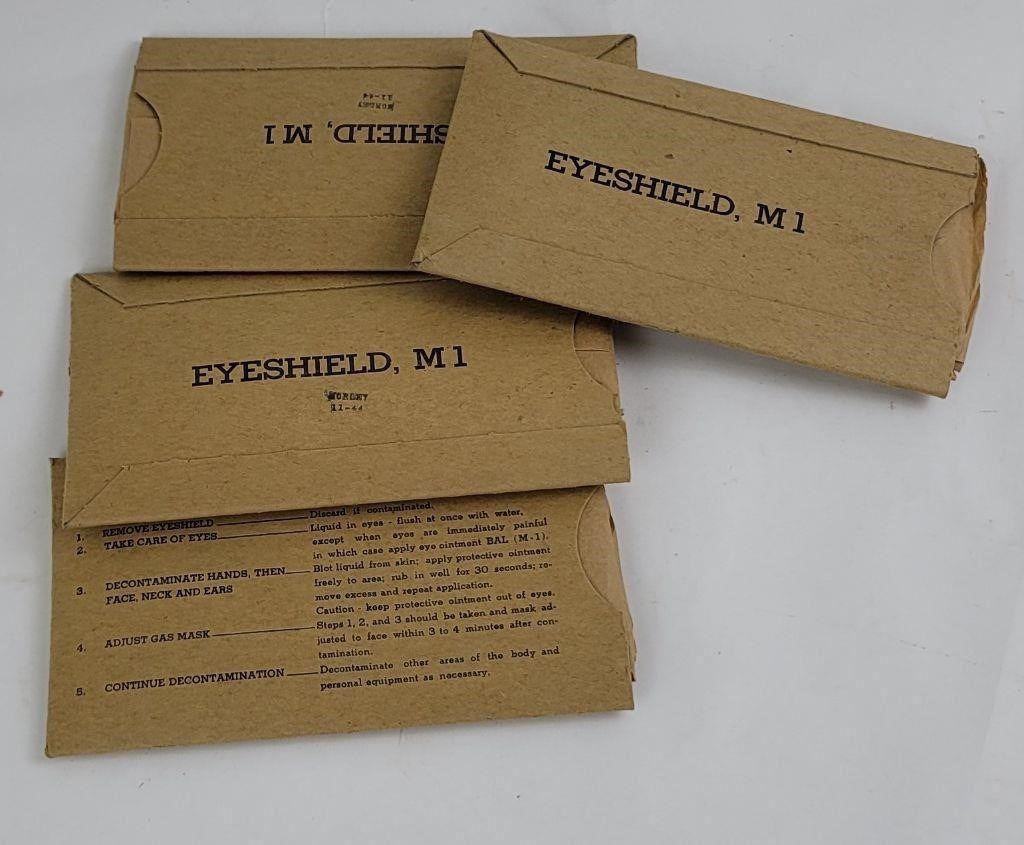 SHIELD, M1
11-44
EYESHIELD, M1
EYESHIELD, M1
11-44
1. REMOVE EYESHIELD Discard if contaminated.
2. TAKE CARE OF EYES Liquid in eyes - flush at once with water,
except when eyes are immediately painful
in which case apply eye ointment BAL (M-1).
3. DECONTAMINATE HANDS, THEN Blot liquid from skin; apply protective ointment
FACE, NECK AND EARS freely to area; rub in well for 30 seconds; re-
move excess and repeat application.
Caution - keep protective ointment out of eyes.
4. ADJUST GAS MASK Steps 1, 2, and 3 should be taken and mask ad-
justed to face within 3 to 4 minutes after con-
tamination.
5. CONTINUE DECONTAMINATION Decontaminate other areas of the body and
personal equipment as necessary.